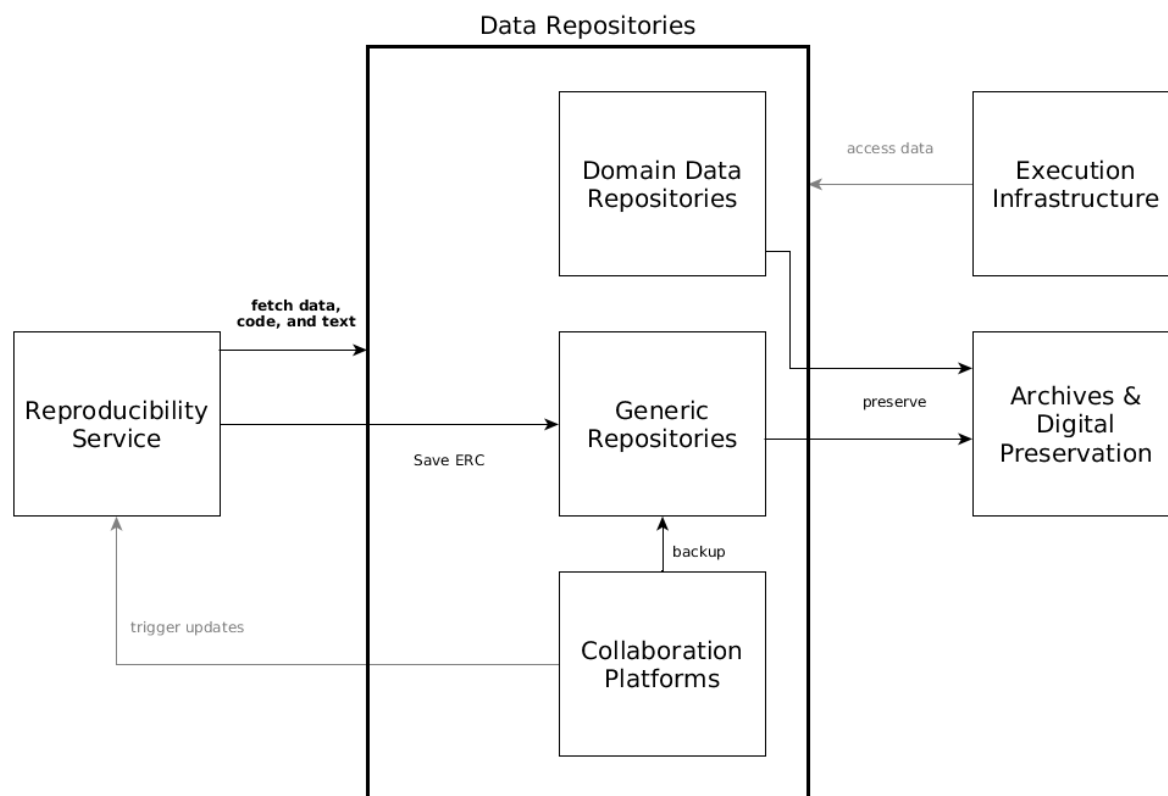 Data Repositories
Domain Data
Repositories
access data
Execution
Infrastructure
fetch data,
code, and text
Reproducibility
Service
Save ERC
Generic
Repositories
preserve
Archives &
Digital
Preservation
backup
trigger updates
Collaboration
Platforms